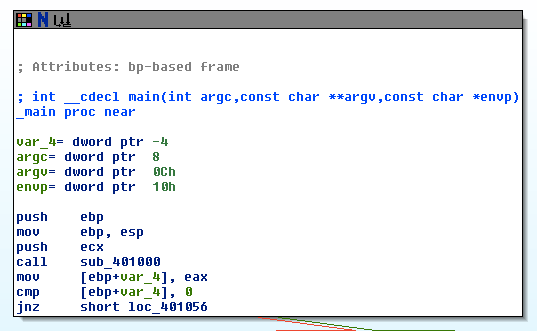 ; Attributes: bp-based frame
; int __cdecl main(int argc,const char **argv,const char *envp)
_main proc near
var_4= dword ptr -4
argc= dword ptr  8
argv= dword ptr  0Ch
envp= dword ptr  10h
push    ebp
mov     ebp, esp
push    ecx
call    sub_401000
mov     [ebp+var_4], eax
cmp     [ebp+var_4], 0
jnz     short loc_401056